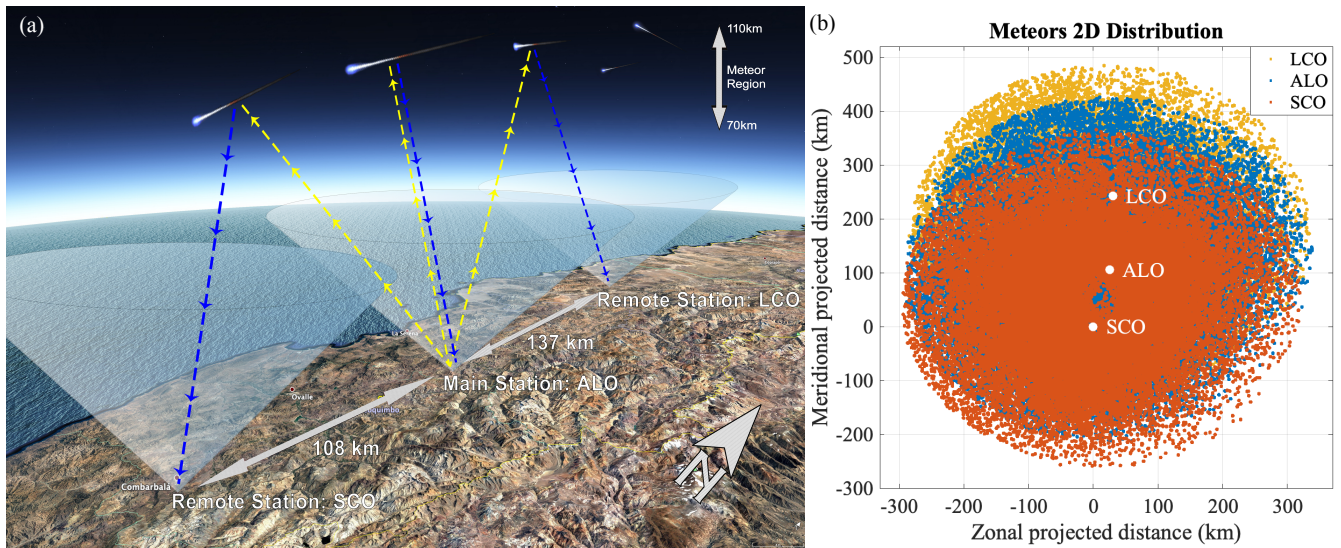 (a)
110km
Meteor
Region
70km
La Serena
Remote Station: LCO
137 km
Main Station: ALO
Ovalle
Coquimbo
108 km
N
Combarbalá
Remote Station: SCO
(b)
Meteors 2D Distribution
LCO
ALO
SCO
Meridional projected distance (km)
500
400
300
200
100
0
-100
-200
-300
LCO
ALO
SCO
-300 -200 -100 0 100 200 300
Zonal projected distance (km)